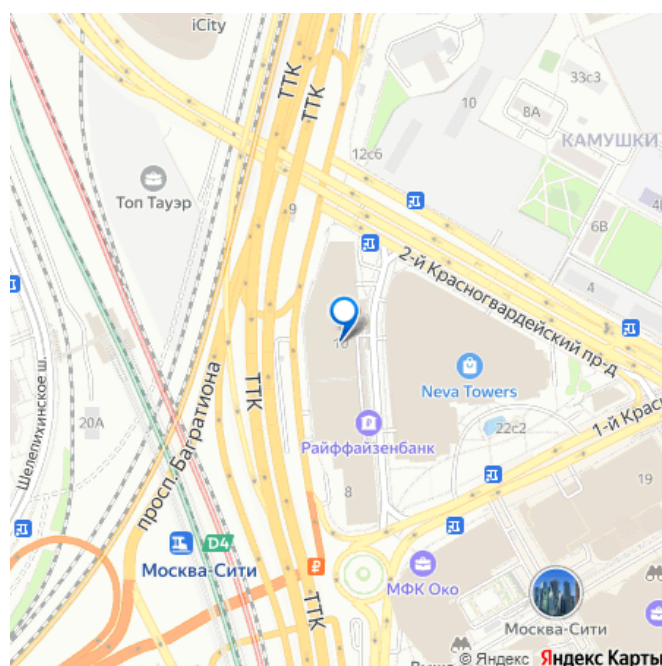 iCity
ТТК
ТТК
33с3
10
8А
КАМУШКИ
12с6
Топ Тауэр
9
6В
2-й Красногвардейский пр-д
4
10
Neva Towers
ТТК
Шелепихинское ш.
просп. Багратиона
20А
Райффайзенбанк
22с2
1-й Крас
8
19
D4
Москва-Сити
МФК Око
ТТК
Москва-Сити
© Яндекс Яндекс Карты